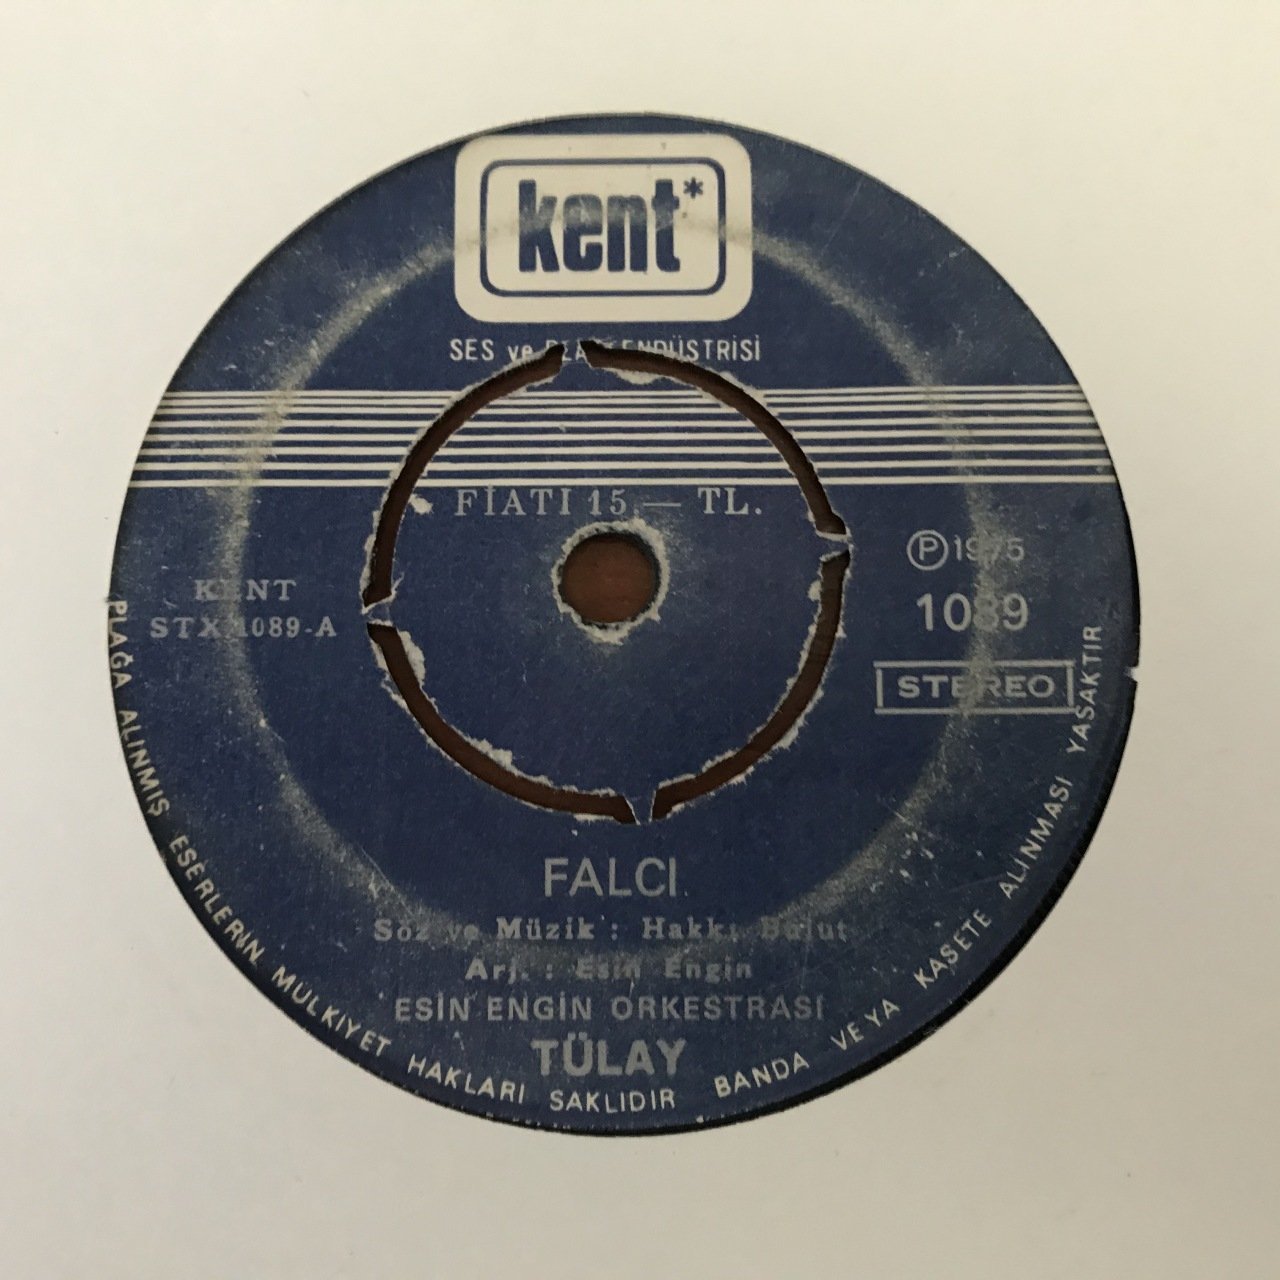 kent*
SES ve PLAK ENDÜSTRİSİ
FİATI 15.— TL.
Ⓟ 1975
1089
STEREO
KENT
STX 1089-A
FALCI
Söz ve Müzik : Hakkı Bulut
Arj. : Esin Engin
ESİN ENGİN ORKESTRASI
TÜLAY
PLAĞA ALINMIŞ ESERLERİN MÜLKİYET HAKLARI SAKLIDIR BANDA VEYA KASETE ALINMASI YASAKTIR